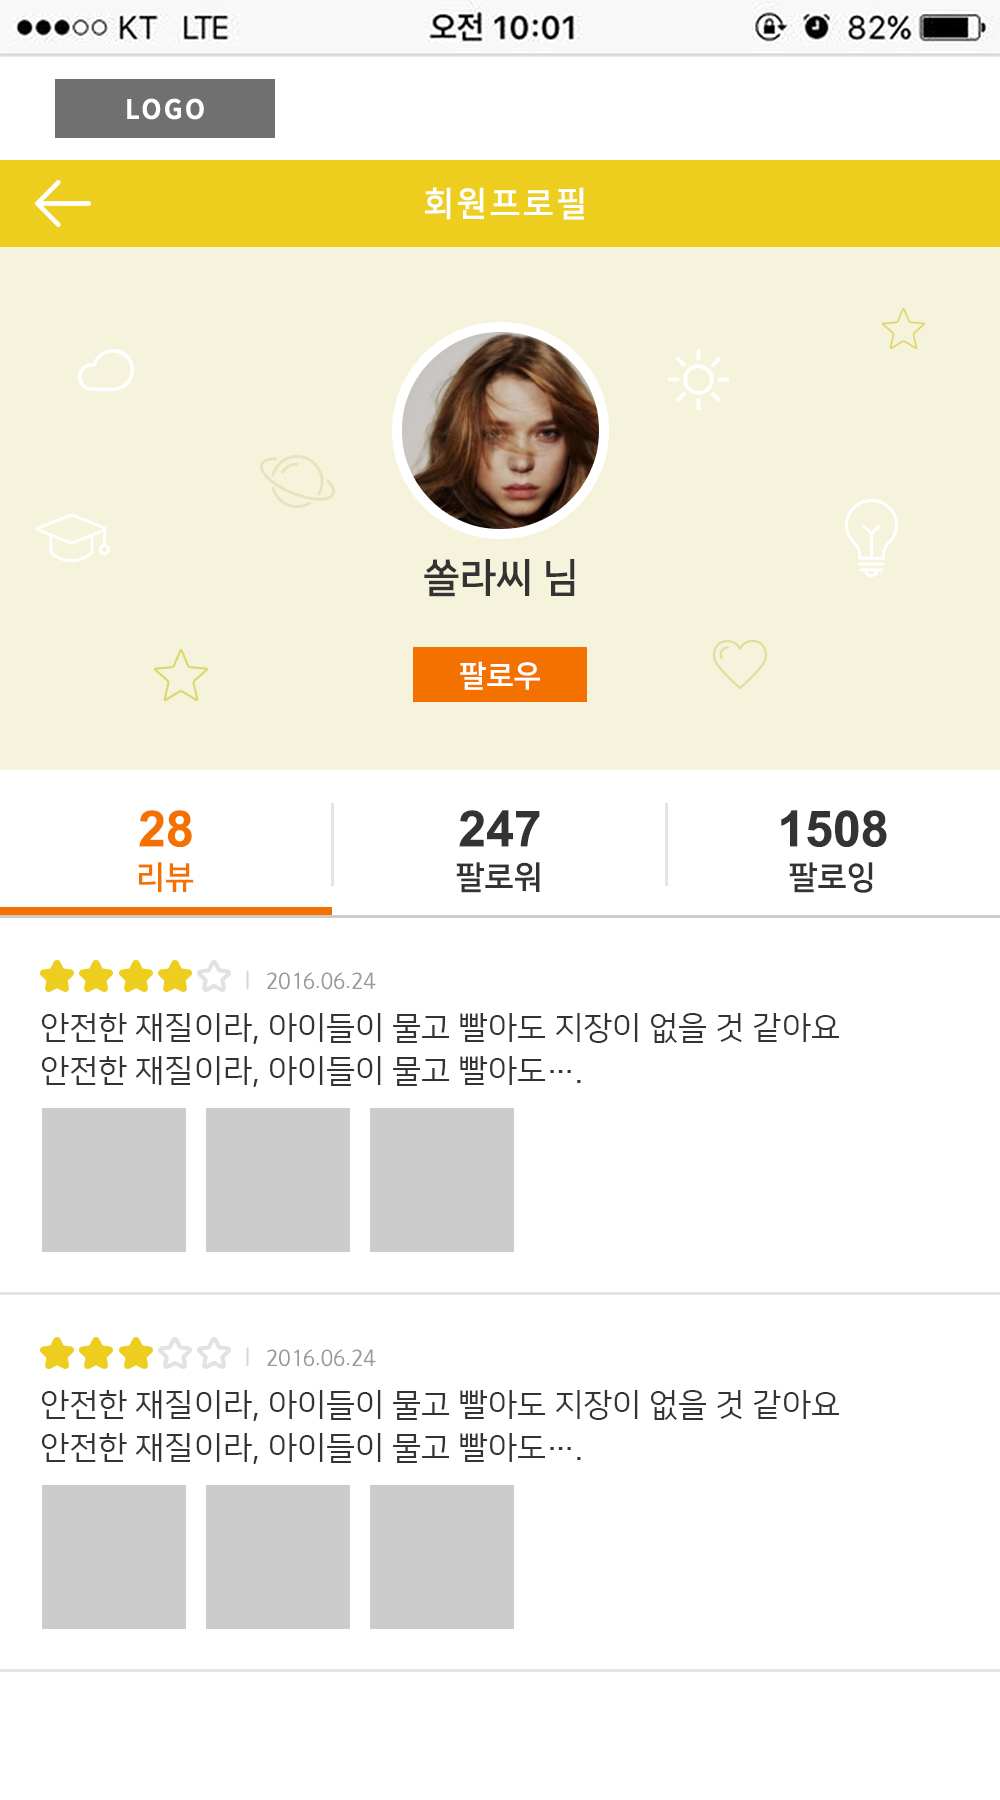 KT LTE 오전 10:01 82%
LOGO
회원프로필
쏠라씨 님
팔로우
28 247 1508
리뷰 팔로워 팔로잉
2016.06.24
안전한 재질이라, 아이들이 물고 빨아도 지장이 없을 것 같아요
안전한 재질이라, 아이들이 물고 빨아도···.
2016.06.24
안전한 재질이라, 아이들이 물고 빨아도 지장이 없을 것 같아요
안전한 재질이라, 아이들이 물고 빨아도···.